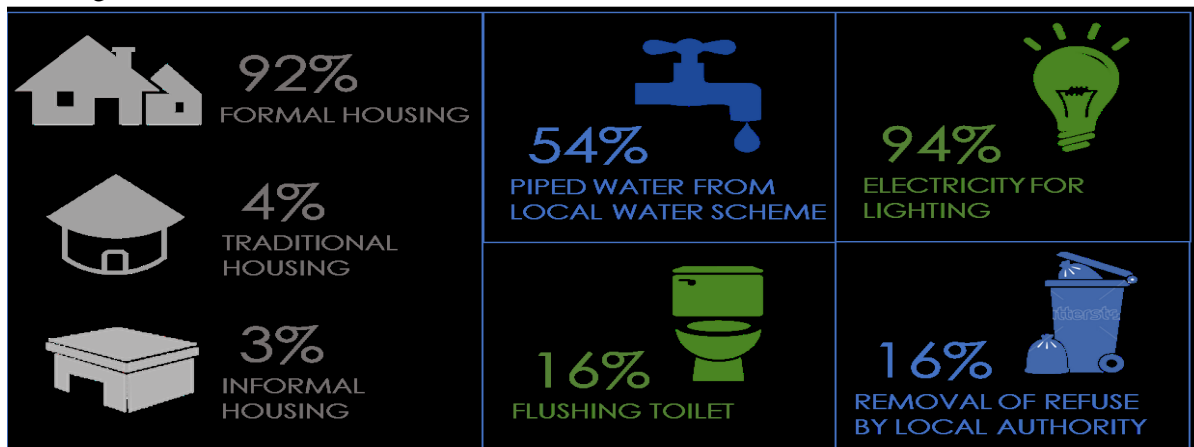 92%
FORMAL HOUSING
4%
TRADITIONAL
HOUSING
3%
INFORMAL
HOUSING
54%
PIPED WATER FROM
LOCAL WATER SCHEME
94%
ELECTRICITY FOR
LIGHTING
16%
FLUSHING TOILET
16%
REMOVAL OF REFUSE
BY LOCAL AUTHORITY